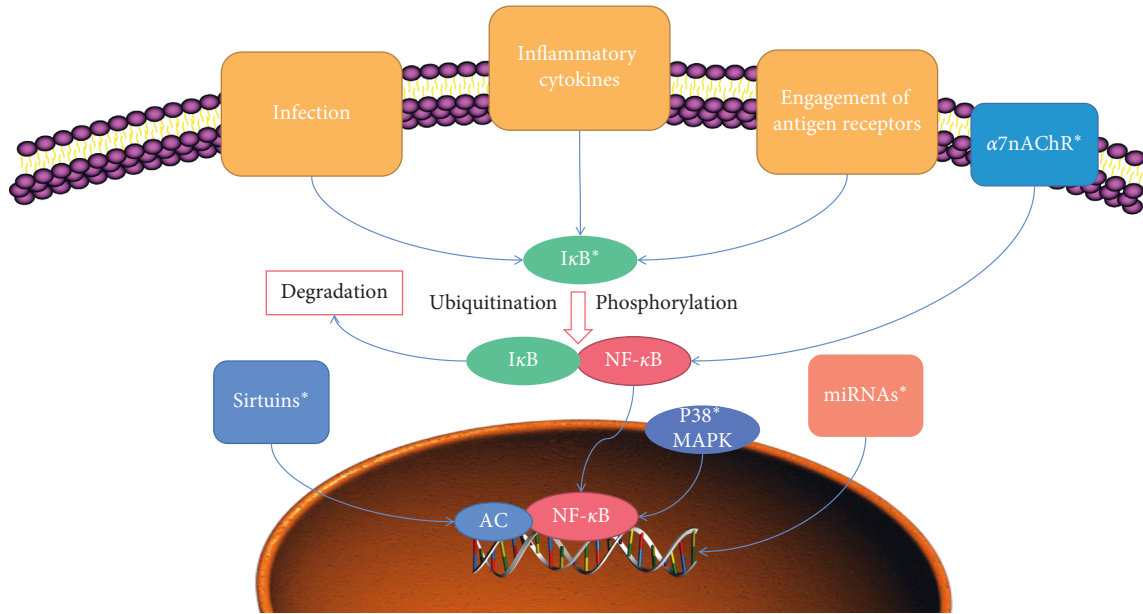 Inflammatory
cytokines
Infection
Engagement of
antigen receptors
α7nAChR*
IκB*
Degradation
Ubiquitination
Phosphorylation
IκB
NF-κB
Sirtuins*
miRNAs*
P38*
MAPK
AC
NF-κB